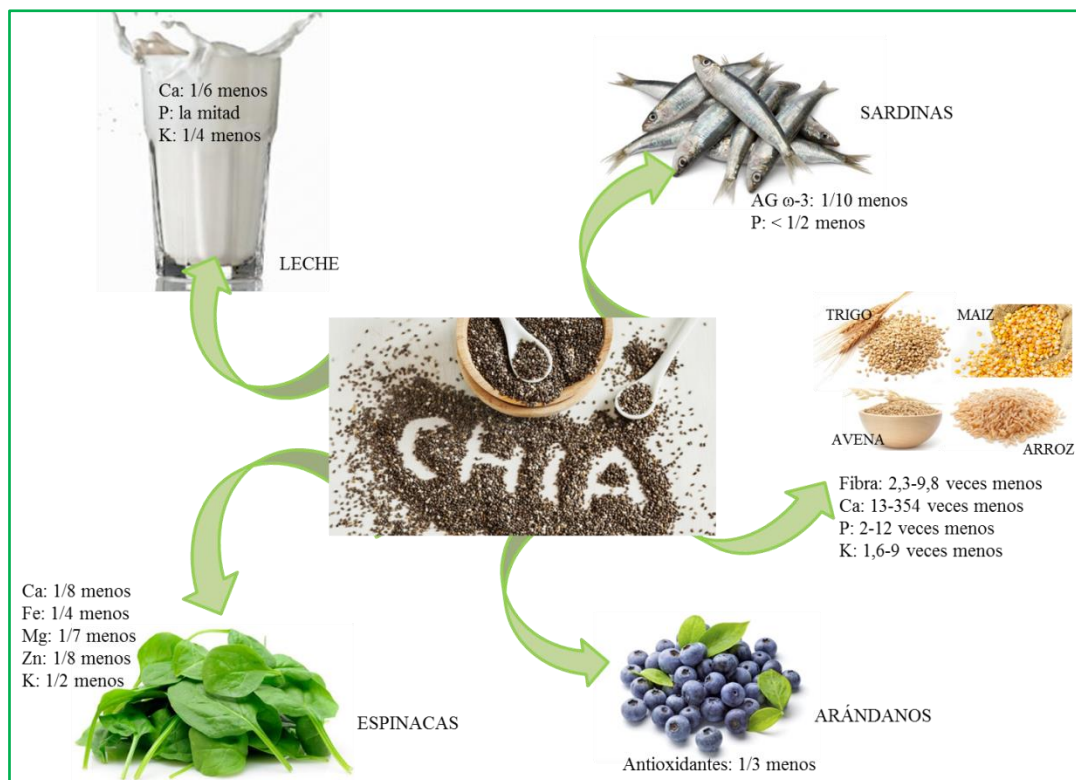 Ca: 1/6 menos
P: la mitad
K: 1/4 menos
LECHE
SARDINAS
AG ω-3: 1/10 menos
P: < 1/2 menos
CHIA
TRIGO
MAIZ
AVENA
ARROZ
Fibra: 2,3-9,8 veces menos
Ca: 13-354 veces menos
P: 2-12 veces menos
K: 1,6-9 veces menos
Ca: 1/8 menos
Fe: 1/4 menos
Mg: 1/7 menos
Zn: 1/8 menos
K: 1/2 menos
ESPINACAS
ARÁNDANOS
Antioxidantes: 1/3 menos